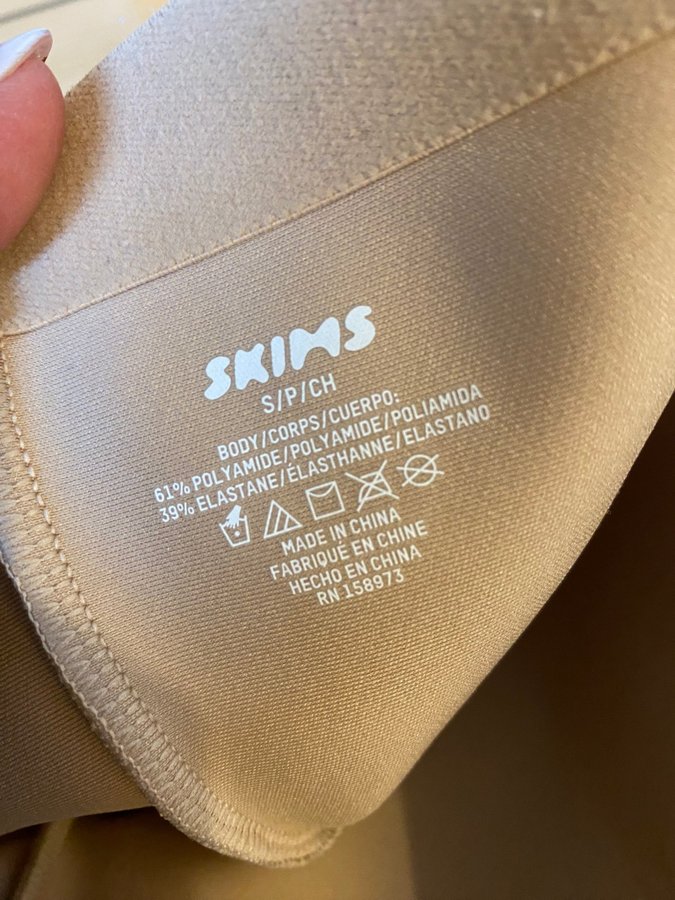 SKIMS
S/P/CH
BODY/CORPS/CUERPO:
61% POLYAMIDE/POLYAMIDE/POLIAMIDA
39% ELASTANE/ÉLASTHANNE/ELASTANO
MADE IN CHINA
FABRIQUÉ EN CHINE
HECHO EN CHINA
RN 158973